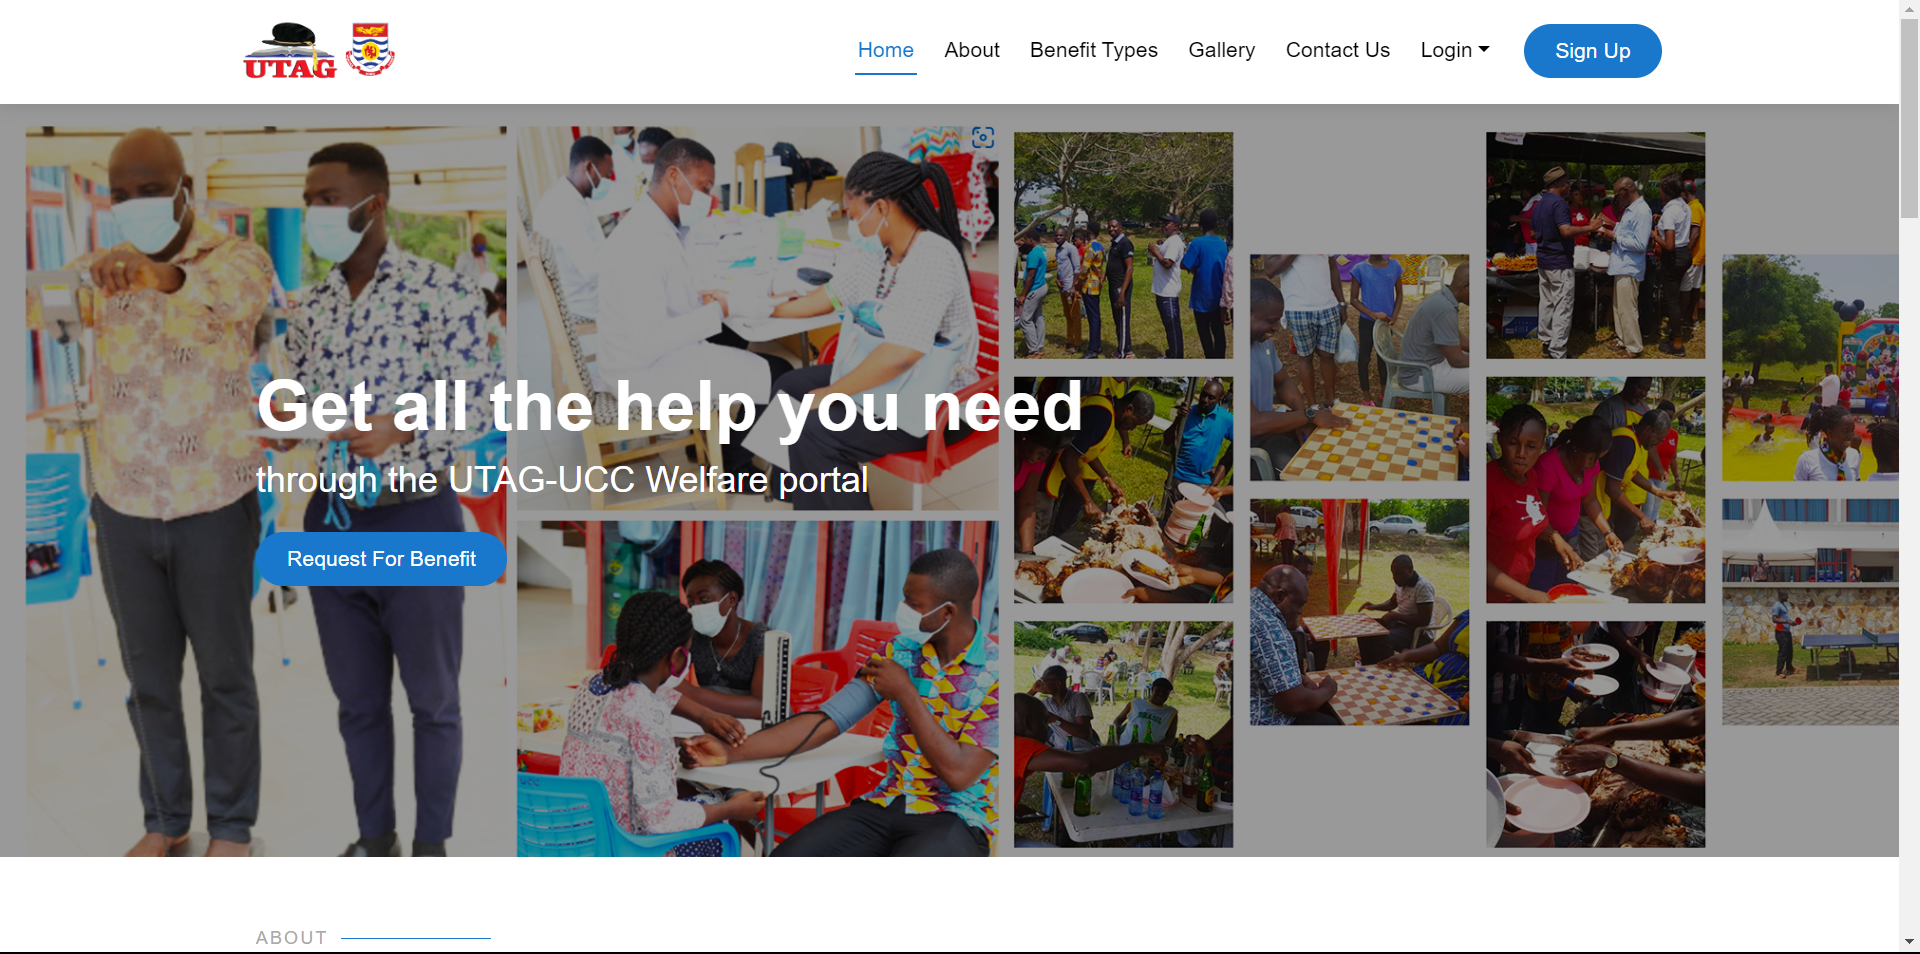 UTAG
Home
About
Benefit Types
Gallery
Contact Us
Login
Sign Up
Get all the help you need
through the UTAG-UCC Welfare portal
Request For Benefit
ABOUT